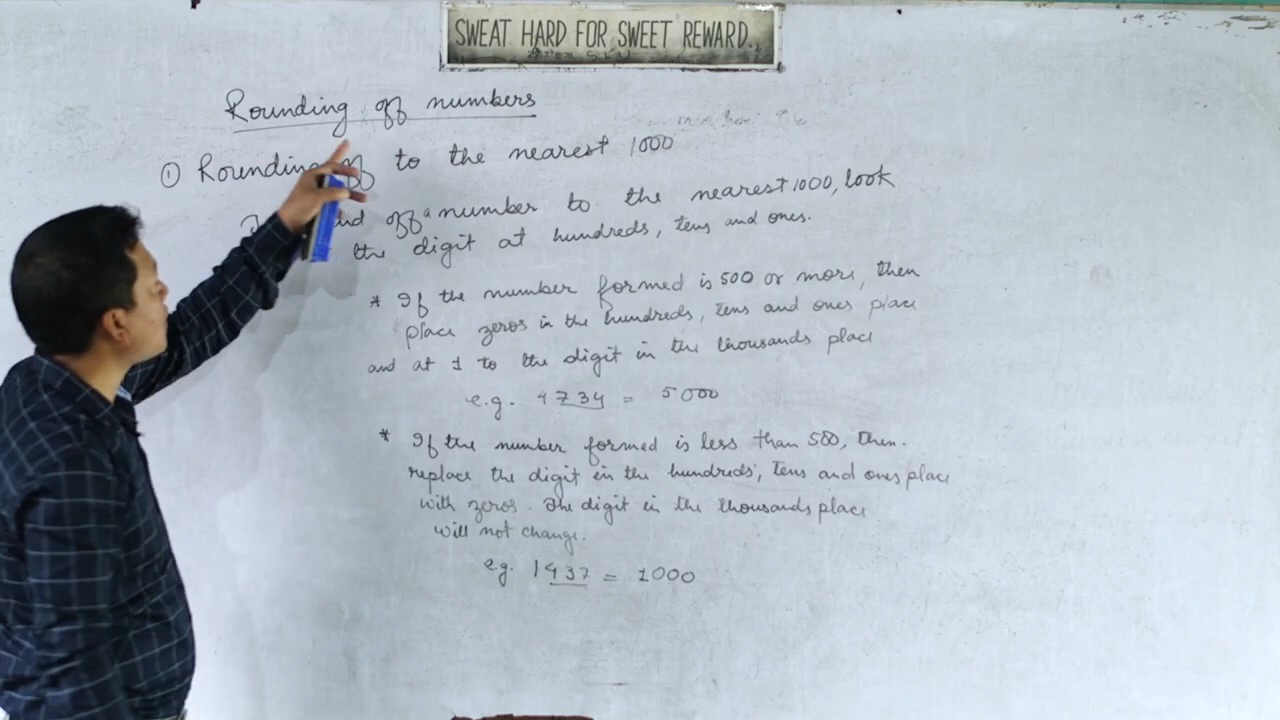 SWEAT HARD FOR SWEET REWARD.
Rounding off numbers
① Rounding off to the nearest 1000
off a number to the nearest 1000, look
the digit at hundreds, tens and ones.
* If the number formed is 500 or more, then
place zeros in the hundreds, tens and ones place
and at 1 to the digit in the thousands place
e.g. 4734 = 5000
* If the number formed is less than 500, then.
replace the digit in the hundreds, tens and ones place
with zeros. The digit in the thousands place
will not change.
e.g. 1437 = 1000